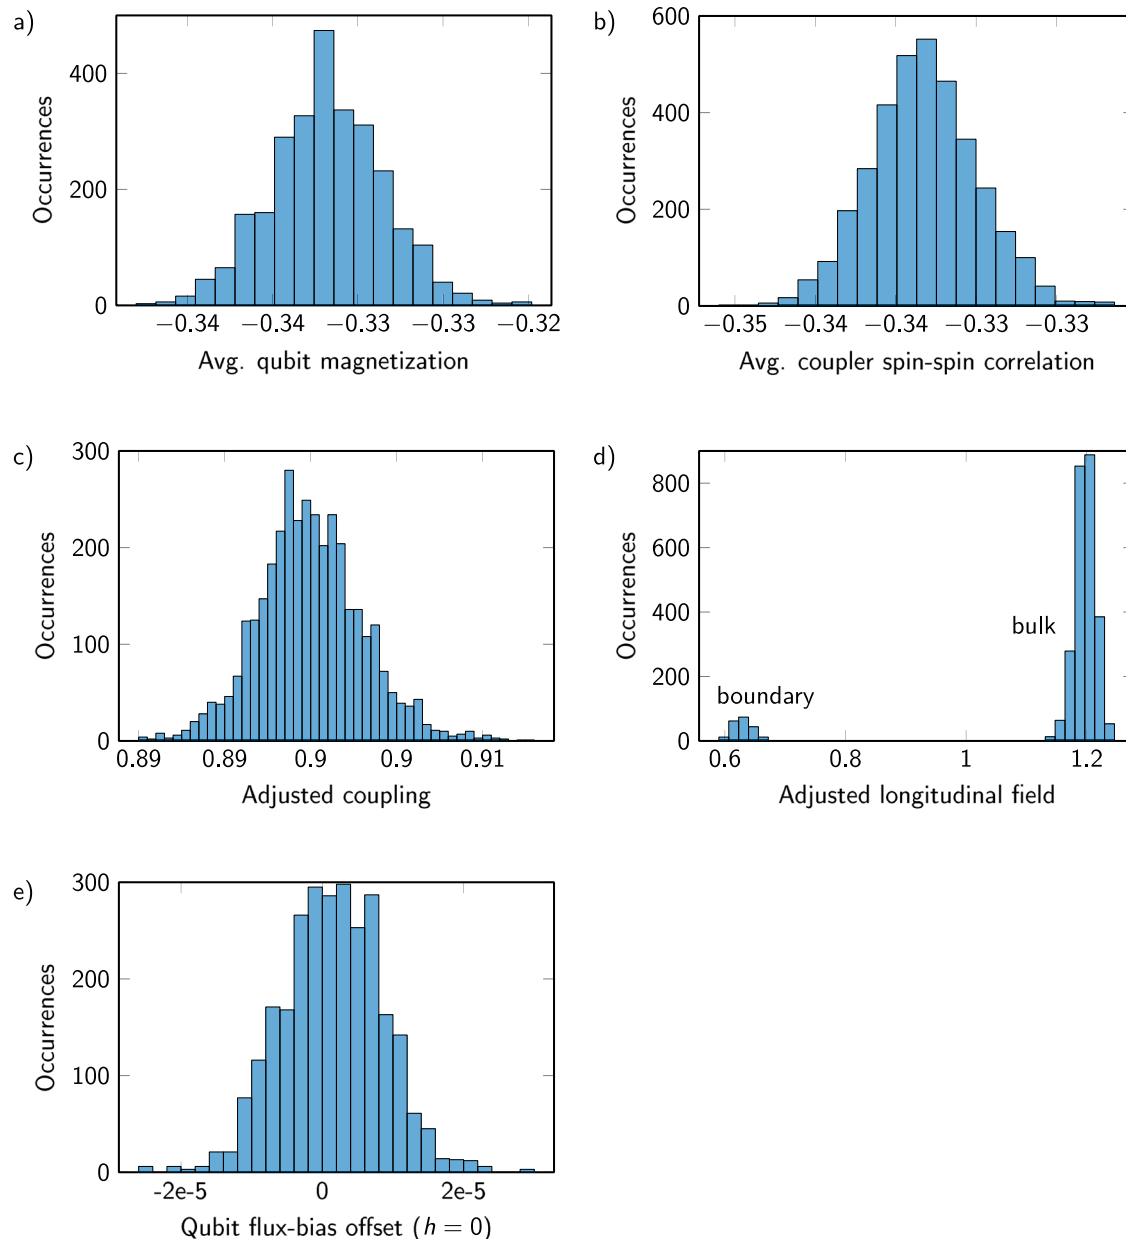 a)
Occurrences
400
200
0
−0.34
−0.34
−0.33
−0.33
−0.32
Avg. qubit magnetization
b)
Occurrences
600
400
200
0
−0.35
−0.34
−0.34
−0.33
−0.33
Avg. coupler spin-spin correlation
c)
Occurrences
300
200
100
0
0.89
0.89
0.9
0.9
0.91
Adjusted coupling
d)
Occurrences
800
600
400
200
0
bulk
boundary
0.6
0.8
1
1.2
Adjusted longitudinal field
e)
Occurrences
300
200
100
0
-2e-5
0
2e-5
Qubit flux-bias offset (h = 0)